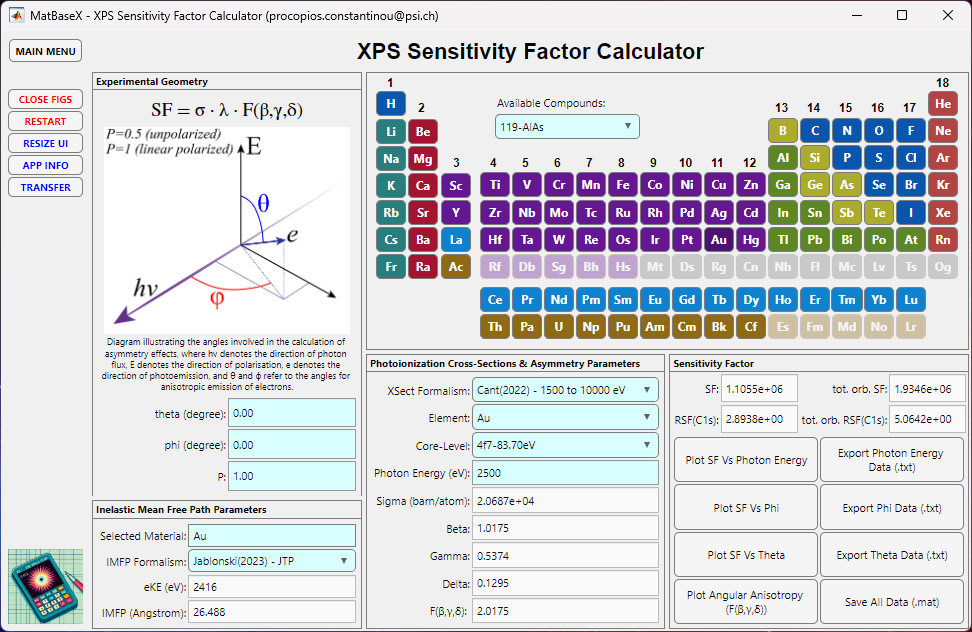 MatBaseX - XPS Sensitivity Factor Calculator (procopios.constantinou@psi.ch)
MAIN MENU
XPS Sensitivity Factor Calculator
CLOSE FIGS
RESTART
RESIZE UI
APP INFO
TRANSFER
Experimental Geometry
SF = σ · λ · F(β,γ,δ)
P=0.5 (unpolarized)
P=1 (linear polarized)
E
θ
e
hν
φ
Diagram illustrating the angles involved in the calculation of
asymmetry effects, where hv denotes the direction of photon
flux, E denotes the direction of polarisation, e denotes the
direction of photoemission, and θ and ϕ refer to the angles for
anisotropic emission of electrons.
theta (degree): 0.00
phi (degree): 0.00
P: 1.00
Inelastic Mean Free Path Parameters
Selected Material: Au
IMFP Formalism: Jablonski(2023) - JTP
eKE (eV): 2416
IMFP (Angstrom): 26.488
1 18
H 2 Available Compounds: 13 14 15 16 17 He
119-AlAs
Li Be B C N O F Ne
Na Mg 3 4 5 6 7 8 9 10 11 12 Al Si P S Cl Ar
K Ca Sc Ti V Cr Mn Fe Co Ni Cu Zn Ga Ge As Se Br Kr
Rb Sr Y Zr Nb Mo Tc Ru Rh Pd Ag Cd In Sn Sb Te I Xe
Cs Ba La Hf Ta W Re Os Ir Pt Au Hg Tl Pb Bi Po At Rn
Fr Ra Ac Rf Db Sg Bh Hs Mt Ds Rg Cn Nh Fl Mc Lv Ts Og
Ce Pr Nd Pm Sm Eu Gd Tb Dy Ho Er Tm Yb Lu
Th Pa U Np Pu Am Cm Bk Cf Es Fm Md No Lr
Photoionization Cross-Sections & Asymmetry Parameters
XSect Formalism: Cant(2022) - 1500 to 10000 eV
Element: Au
Core-Level: 4f7-83.70eV
Photon Energy (eV): 2500
Sigma (barn/atom): 2.0687e+04
Beta: 1.0175
Gamma: 0.5374
Delta: 0.1295
F(β,γ,δ): 2.0175
Sensitivity Factor
SF: 1.1055e+06 tot. orb. SF: 1.9346e+06
RSF(C1s): 2.8938e+00 tot. orb. RSF(C1s): 5.0642e+00
Plot SF Vs Photon Energy
Export Photon Energy
Data (.txt)
Plot SF Vs Phi
Export Phi Data (.txt)
Plot SF Vs Theta
Export Theta Data (.txt)
Plot Angular Anisotropy
(F(β,γ,δ))
Save All Data (.mat)